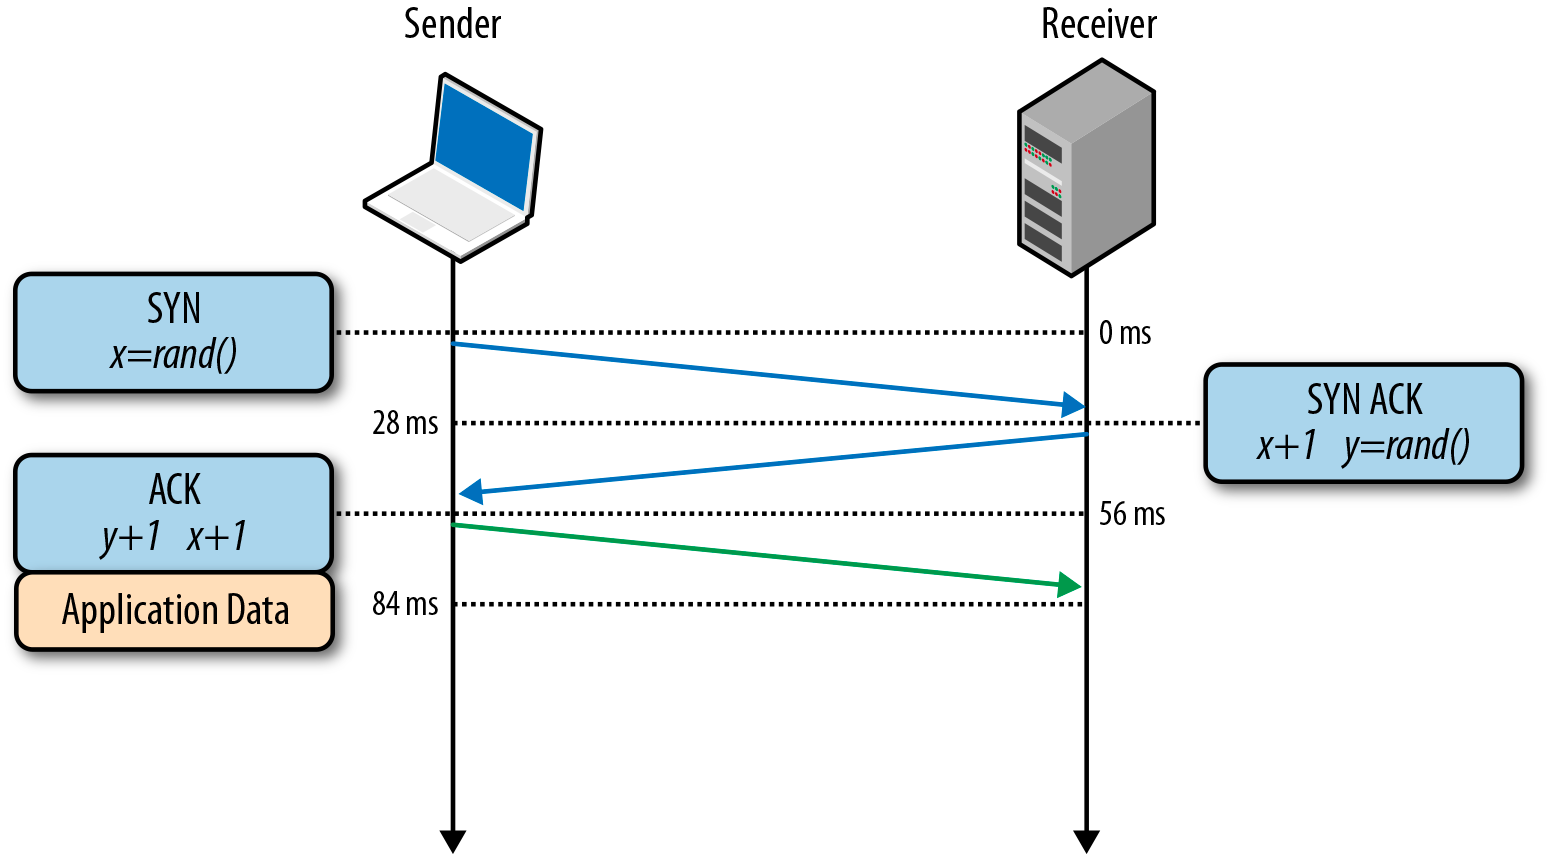 Sender
Receiver
SYN
x=rand()
0 ms
28 ms
SYN ACK
x+1 y=rand()
ACK
y+1 x+1
56 ms
Application Data
84 ms